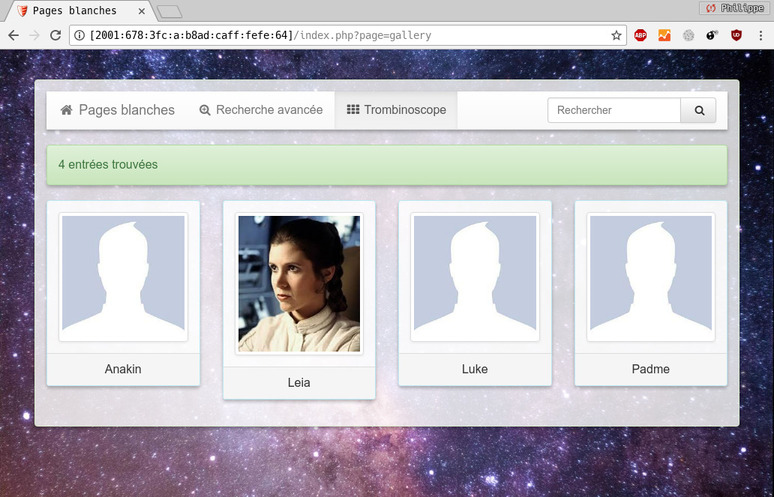 Pages blanches
Philippe
[2001:678:3fc:a:b8ad:caff:fefe:64]/index.php?page=gallery
ABP
Pages blanches
Recherche avancée
Trombinoscope
Rechercher
4 entrées trouvées
Anakin
Leia
Luke
Padme